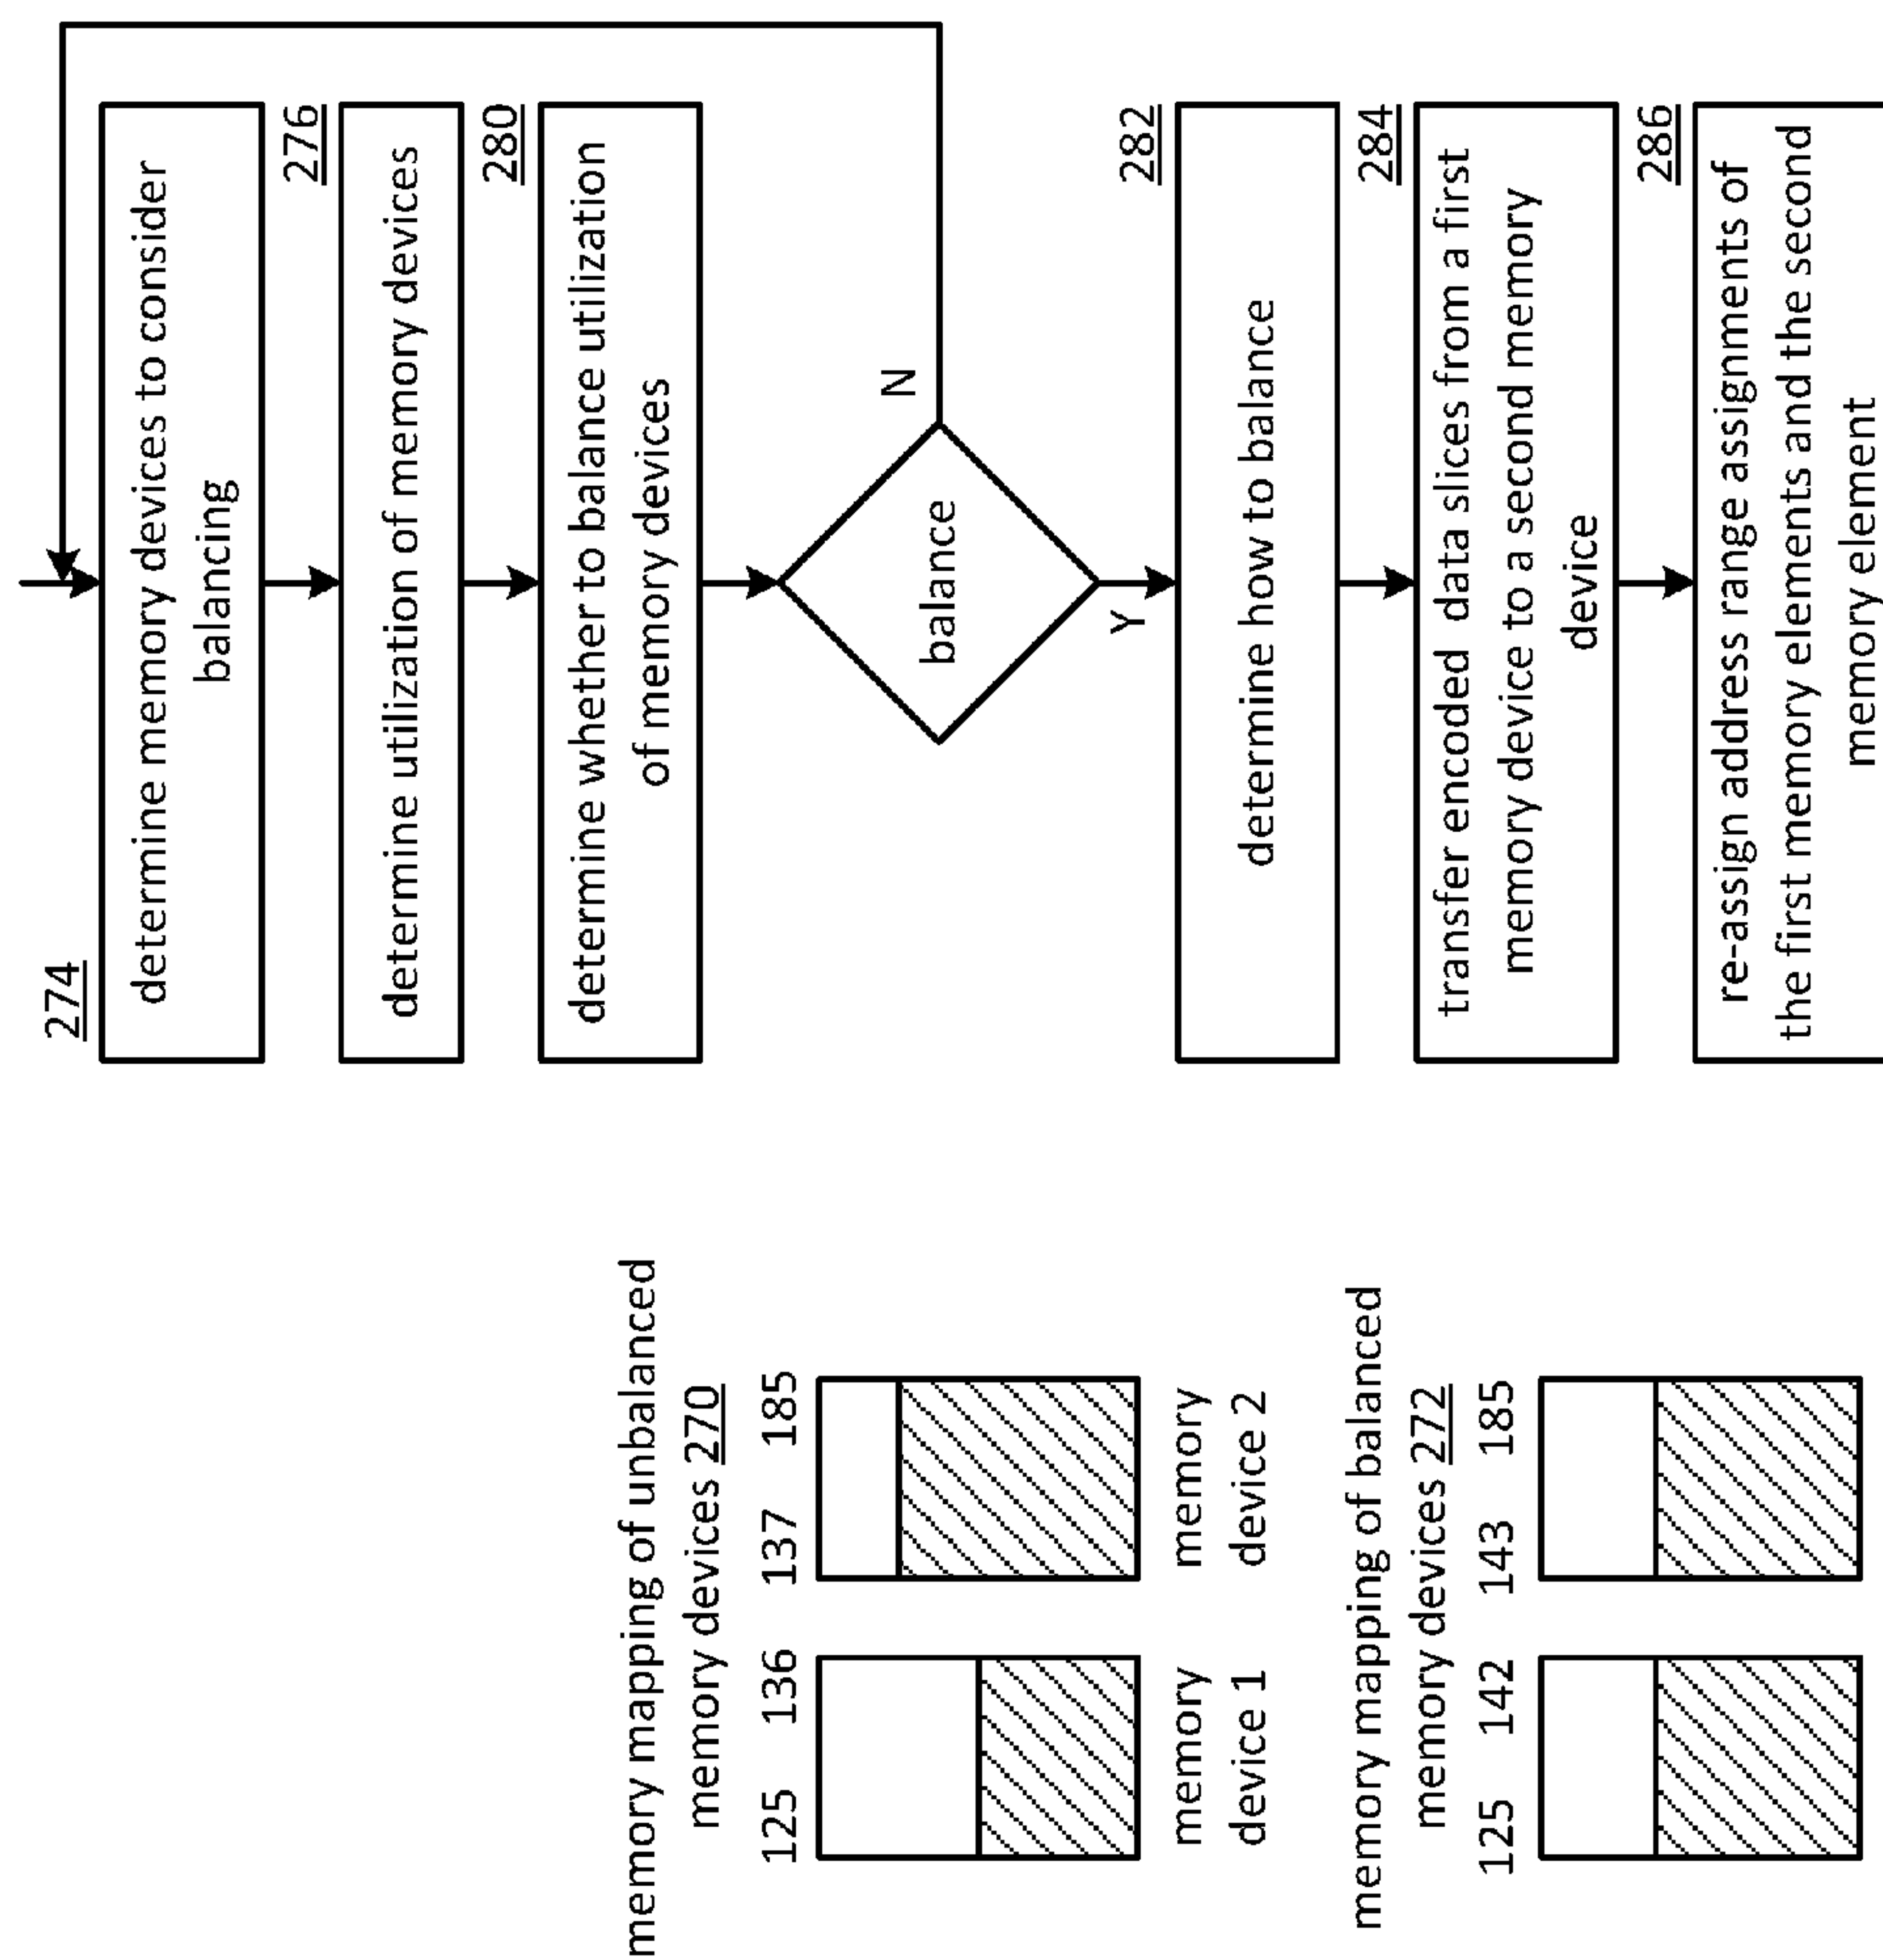 274
determine memory devices to consider
balancing
276
determine utilization of memory devices
280
determine whether to balance utilization
of memory devices
balance
N
Y
282
determine how to balance
284
transfer encoded data slices from a first
memory device to a second memory
device
286
re-assign address range assignments of
the first memory elements and the second
memory element
memory mapping of unbalanced
memory devices 270
125 136 137 185
memory
device 1
memory
device 2
memory mapping of balanced
memory devices 272
125 142 143 185